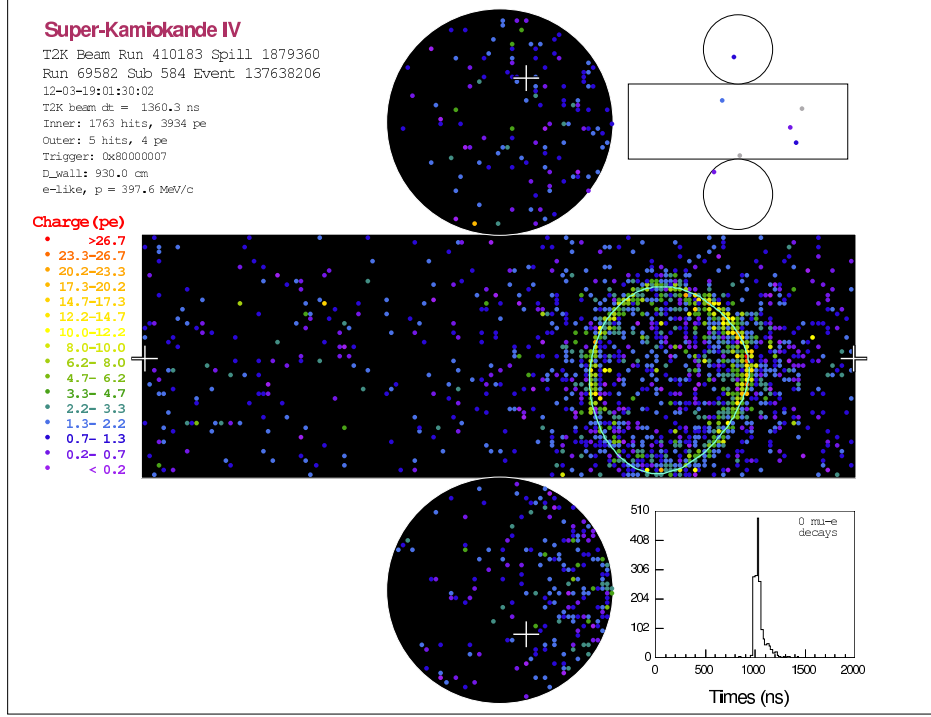 Super-Kamiokande IV
T2K Beam Run 410183 Spill 1879360
Run 69582 Sub 584 Event 137638206
12-03-19:01:30:02
T2K beam dt = 1360.3 ns
Inner: 1763 hits, 3934 pe
Outer: 5 hits, 4 pe
Trigger: 0x80000007
D_wall: 930.0 cm
e-like, p = 397.6 MeV/c
Charge(pe)
>26.7
23.3-26.7
20.2-23.3
17.3-20.2
14.7-17.3
12.2-14.7
10.0-12.2
8.0-10.0
6.2- 8.0
4.7- 6.2
3.3- 4.7
2.2- 3.3
1.3- 2.2
0.7- 1.3
0.2- 0.7
< 0.2
0 mu-e
decays
510
408
306
204
102
0
0 500 1000 1500 2000
Times (ns)